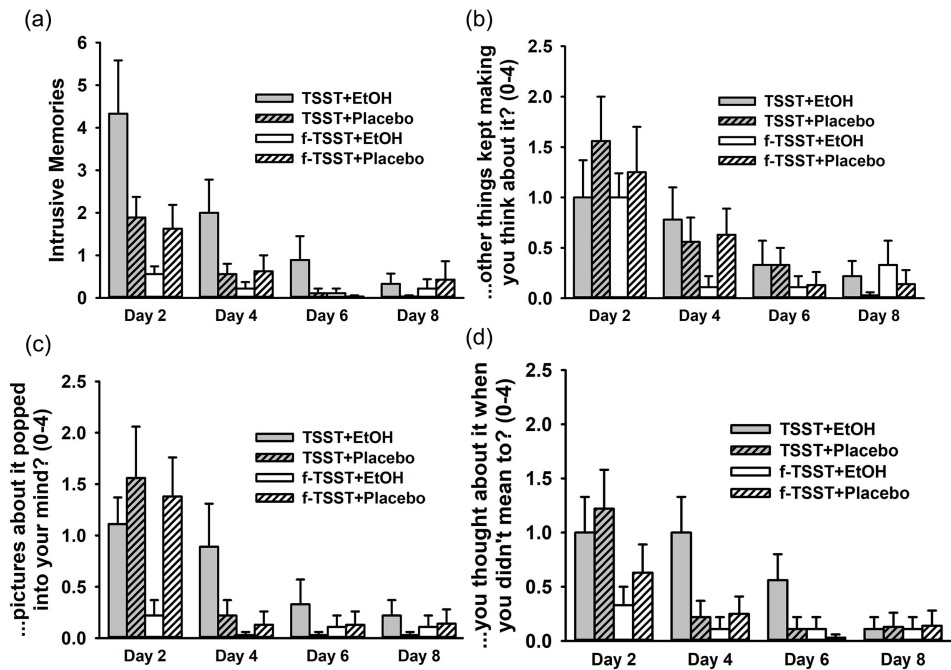 (a)
Intrusive Memories
6
5
4
3
2
1
0
TSST+EtOH
TSST+Placebo
f-TSST+EtOH
f-TSST+Placebo
Day 2
Day 4
Day 6
Day 8
(b)
...other things kept making
you think about it? (0-4)
2.5
2.0
1.5
1.0
0.5
0.0
TSST+EtOH
TSST+Placebo
f-TSST+EtOH
f-TSST+Placebo
Day 2
Day 4
Day 6
Day 8
(c)
...pictures about it popped
into your mind? (0-4)
2.5
2.0
1.5
1.0
0.5
0.0
TSST+EtOH
TSST+Placebo
f-TSST+EtOH
f-TSST+Placebo
Day 2
Day 4
Day 6
Day 8
(d)
...you thought about it when
you didn't mean to? (0-4)
2.5
2.0
1.5
1.0
0.5
0.0
TSST+EtOH
TSST+Placebo
f-TSST+EtOH
f-TSST+Placebo
Day 2
Day 4
Day 6
Day 8